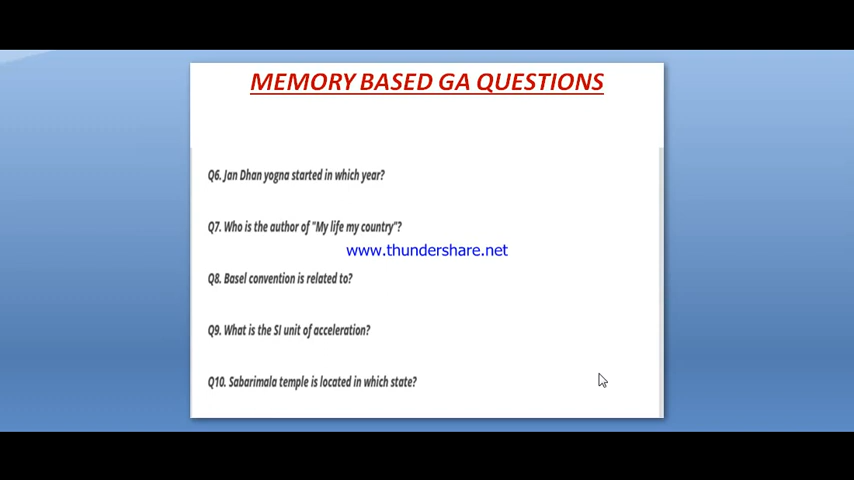 MEMORY BASED GA QUESTIONS
Q6. Jan Dhan yogna started in which year?
Q7. Who is the author of "My life my country"?
www.thundershare.net
Q8. Basel convention is related to?
Q9. What is the SI unit of acceleration?
Q10. Sabarimala temple is located in which state?